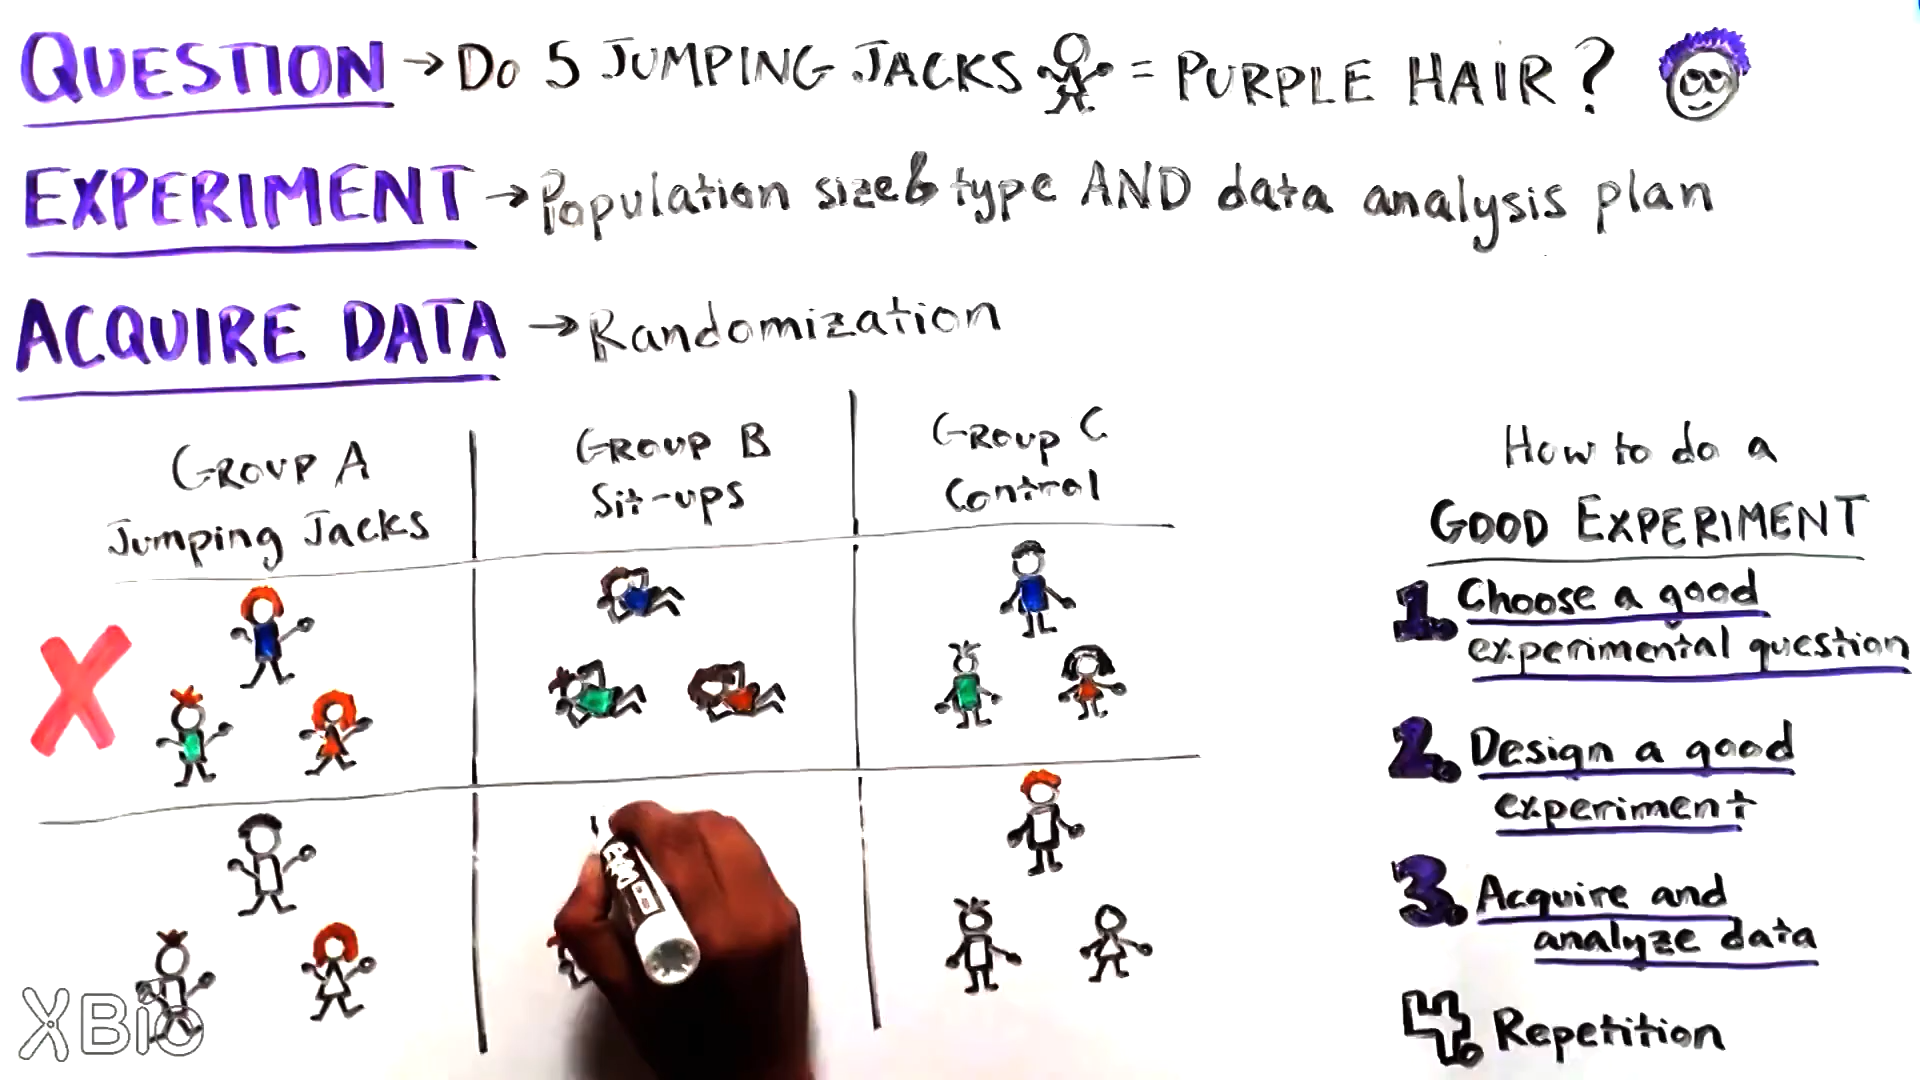 QUESTION → DO 5 JUMPING JACKS = PURPLE HAIR?
EXPERIMENT → Population size & type AND data analysis plan
ACQUIRE DATA → Randomization
GROUP A
Jumping Jacks
GROUP B
Sit-ups
GROUP C
Control
How to do a
GOOD EXPERIMENT
1. Choose a good
experimental question
2. Design a good
experiment
3. Acquire and
analyze data
4. Repetition
XBio